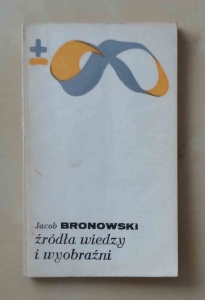 ±
Jacob BRONOWSKI
źródła wiedzy
i wyobraźni